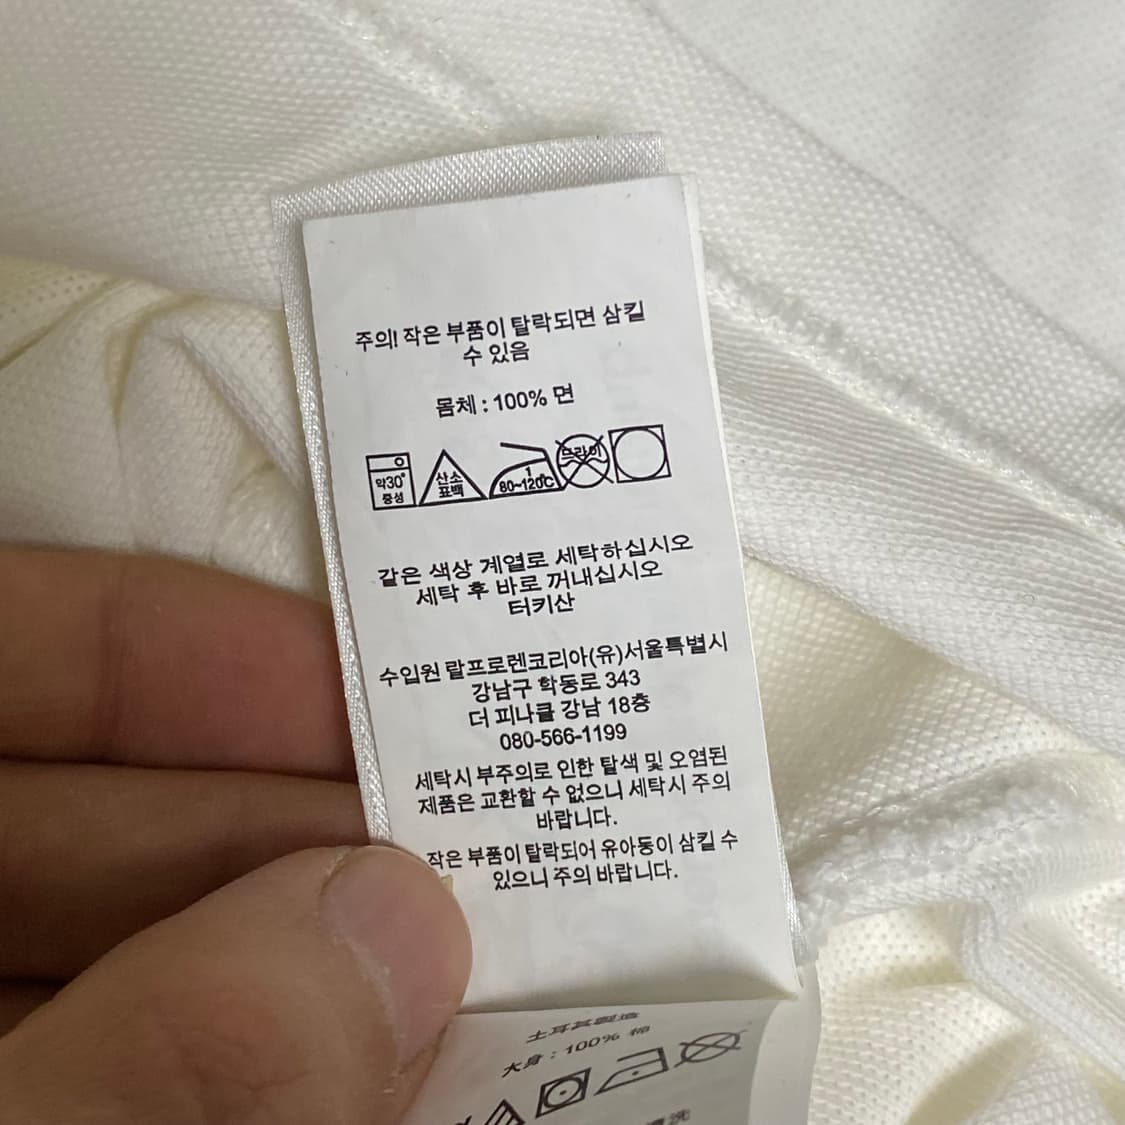 주의! 작은 부품이 탈락되면 삼킬
수 있음
몸체 : 100% 면
약30°
중성
산소
표백
1
80~120°C
드라이
같은 색상 계열로 세탁하십시오
세탁 후 바로 꺼내십시오
터키산
수입원 랄프로렌코리아(유)서울특별시
강남구 학동로 343
더 피나클 강남 18층
080-566-1199
세탁시 부주의로 인한 탈색 및 오염된
제품은 교환할 수 없으니 세탁시 주의
바랍니다.
작은 부품이 탈락되어 유아동이 삼킬 수
있으니 주의 바랍니다.
土耳其製造
大身 : 100% 棉